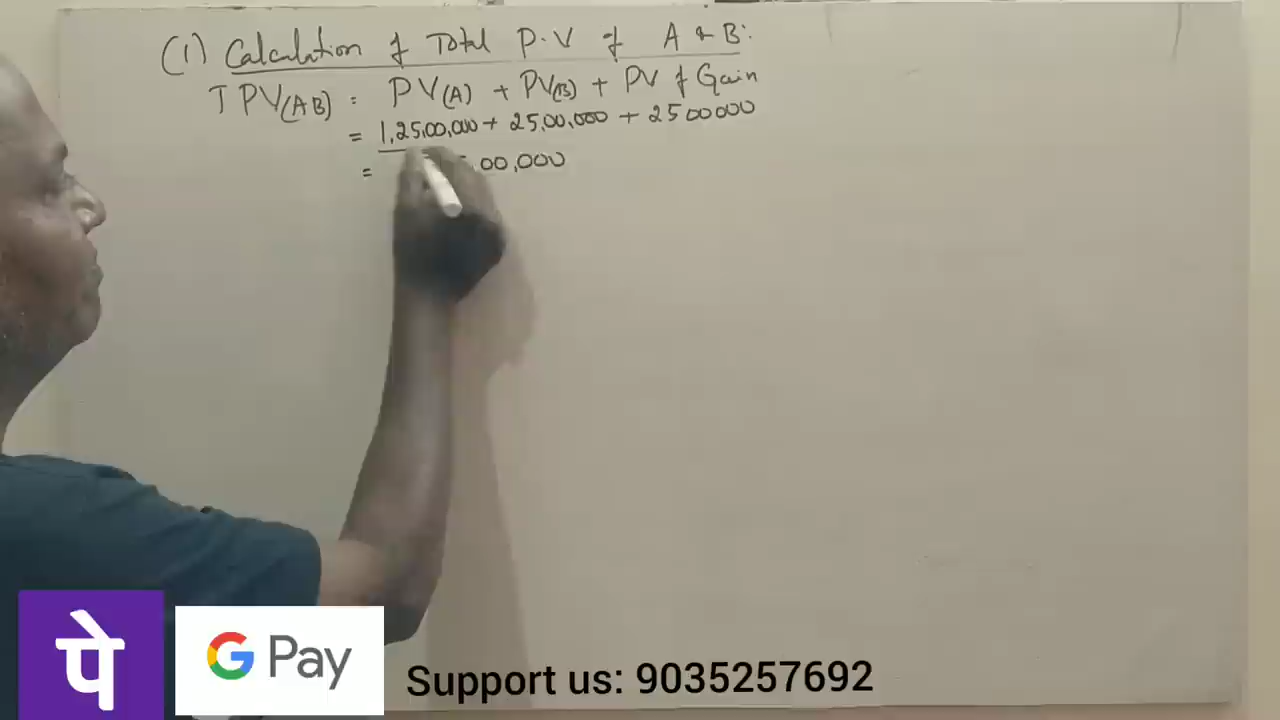 (1) Calculation of Total P.V of A & B:
TPV(AB) = PV(A) + PV(B) + PV of Gain
= 1,25,00,000 + 25,00,000 + 2500000
= ,00,000
पे
G Pay
Support us: 9035257692